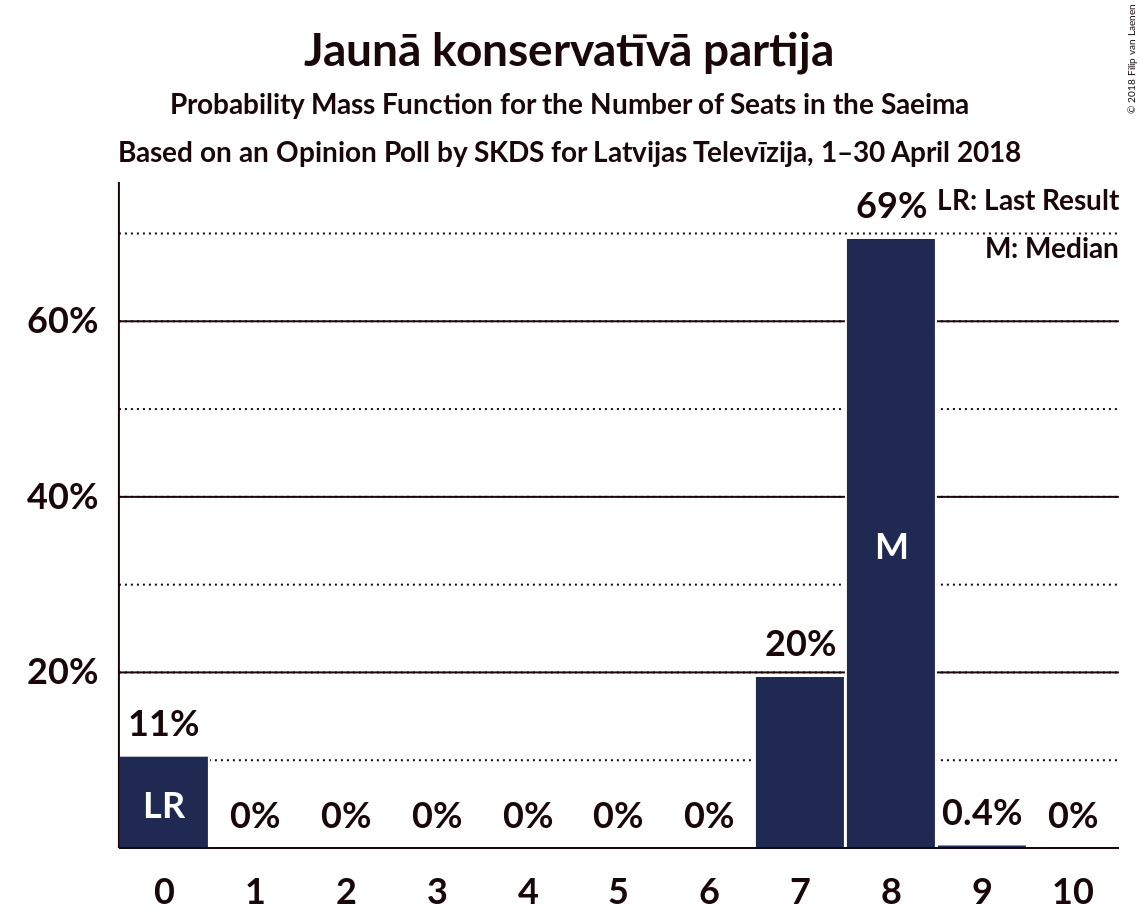 Jaunā konservatīvā partija
Probability Mass Function for the Number of Seats in the Saeima
Based on an Opinion Poll by SKDS for Latvijas Televīzija, 1–30 April 2018
© 2018 Filip van Laenen
LR: Last Result
M: Median
60%
40%
20%
11%
0%
0%
0%
0%
0%
0%
20%
69%
0.4%
0%
LR
M
0 1 2 3 4 5 6 7 8 9 10